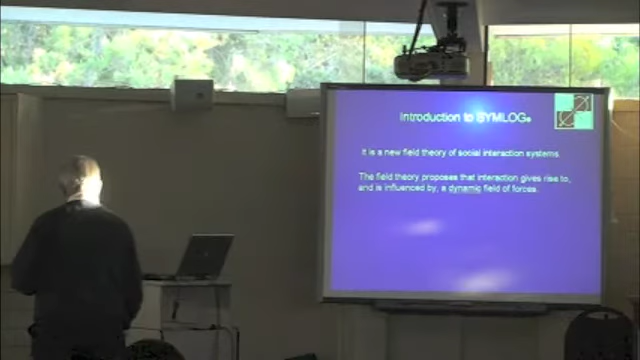 Introduction to SYMLOG®
It is a new field theory of social interaction systems
The field theory proposes that interaction gives rise to,
and is influenced by, a dynamic field of forces.